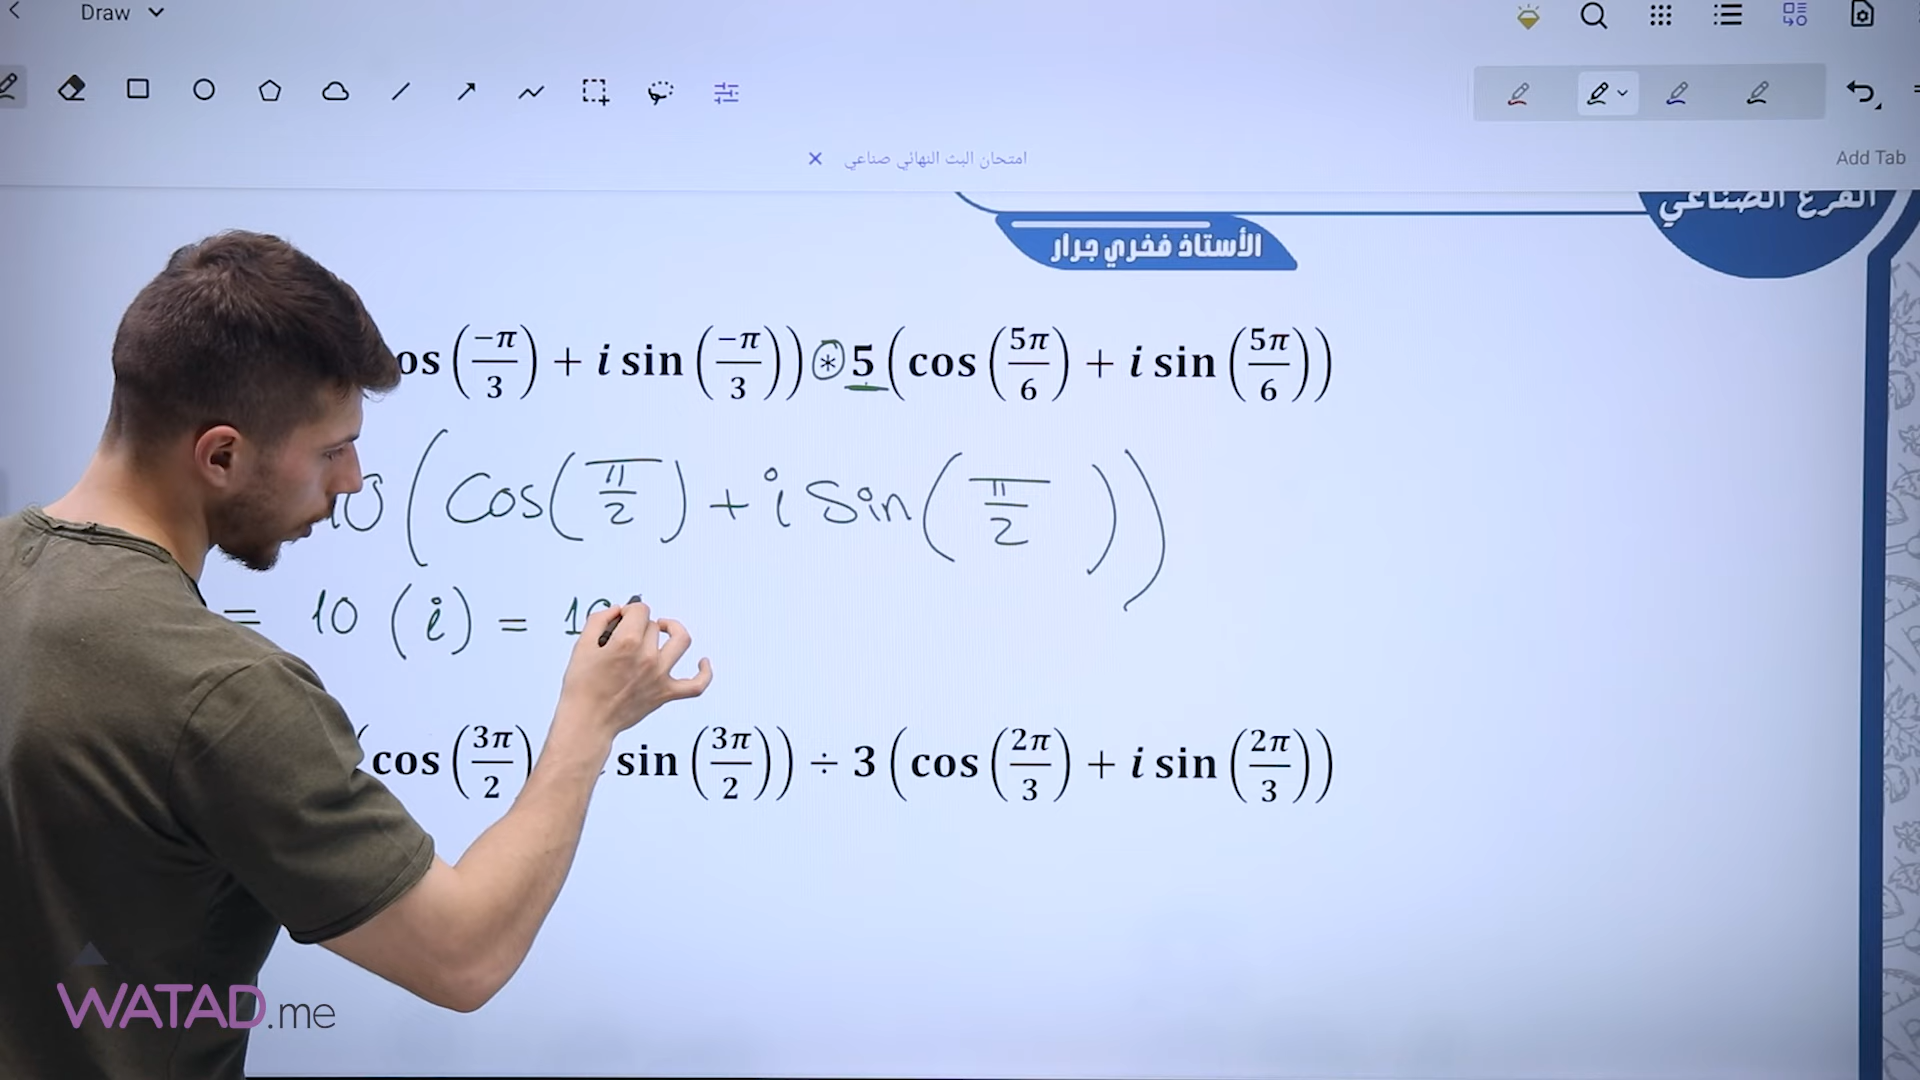 Draw
امتحان البث النهائي صناعي
Add Tab
الفرع الصناعي
الأستاذ فخري جرار
os(-π/3) + i sin(-π/3)) * 5 (cos(5π/6) + i sin(5π/6))
10 (Cos(π/2) + i Sin(π/2))
= 10 (i) = 10
(cos(3π/2) sin(3π/2)) ÷ 3 (cos(2π/3) + i sin(2π/3))
WATAD.me